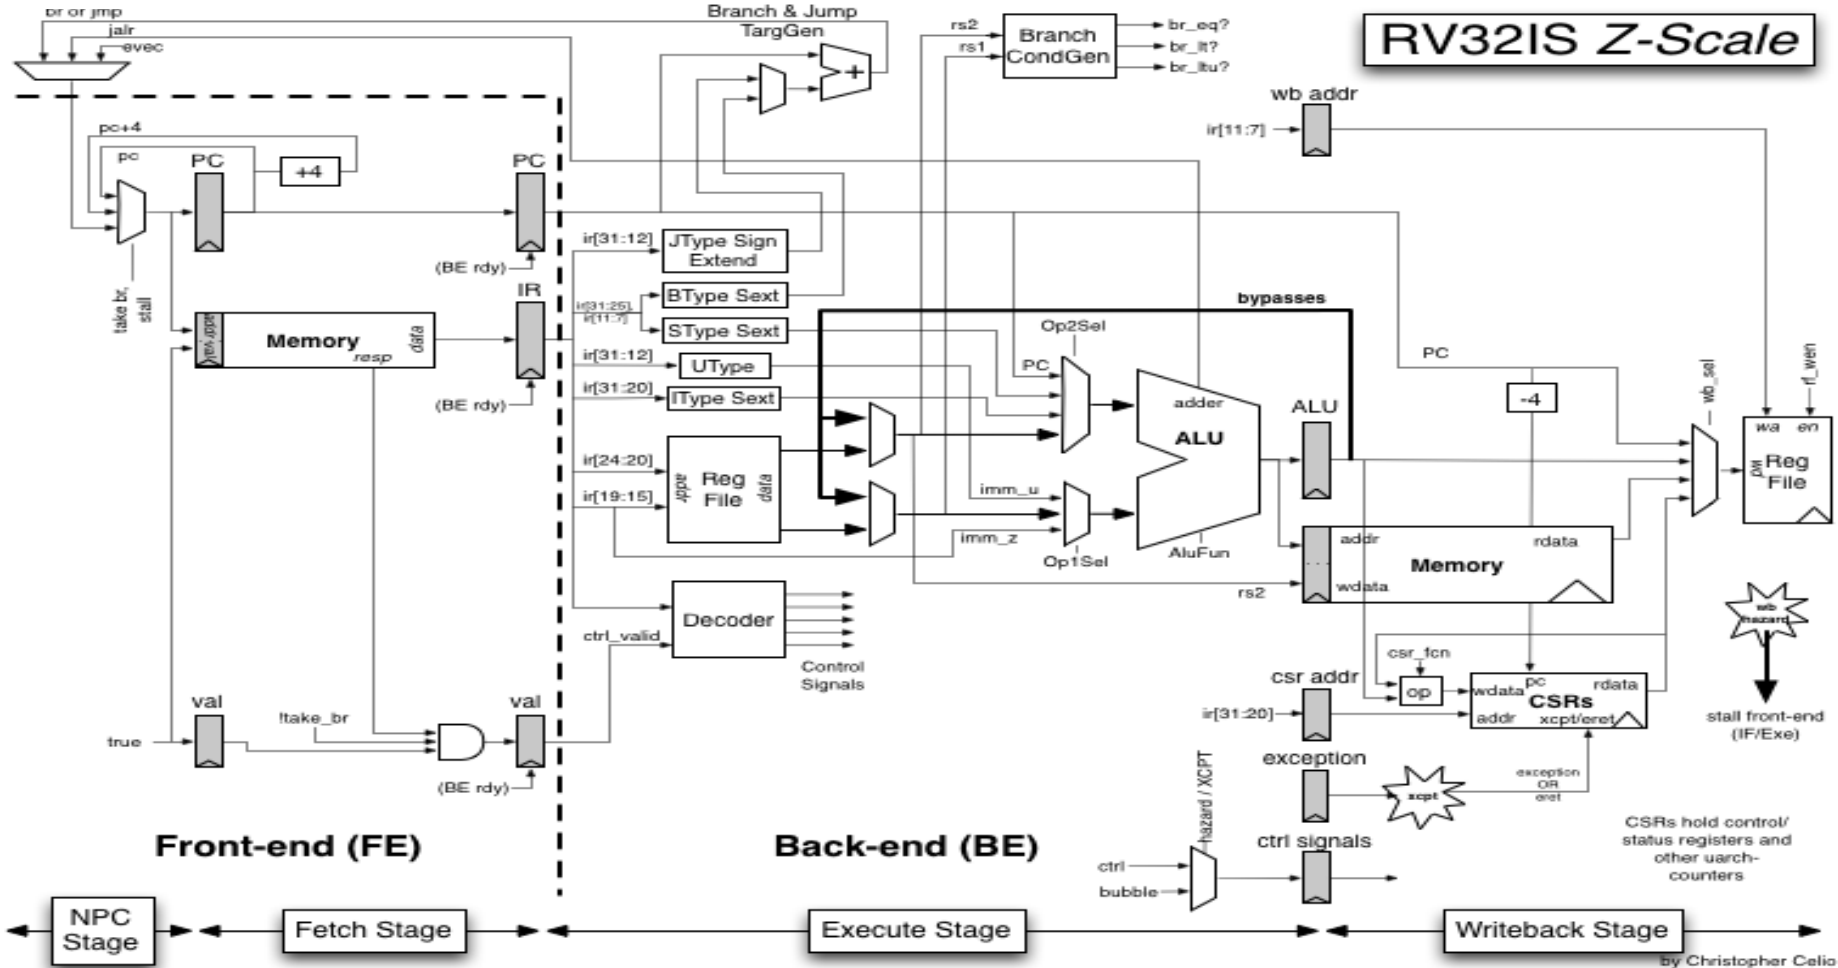 br or jmp
jalr
evec
Branch & Jump
TargGen
+
rs2
rs1
Branch
CondGen
br_eq?
br_lt?
br_ltu?
RV32IS Z-Scale
wb addr
ir[11:7]
pc+4
pc
PC
+4
PC
(BE rdy)
take br,
stall
IR
addr
val
Memory
resp
data
(BE rdy)
ir[31:12]
JType Sign
Extend
ir[31:25],
ir[11:7]
BType Sext
SType Sext
ir[31:12]
UType
ir[31:20]
IType Sext
ir[24:20]
ir[19:15]
addr
Reg
File
data
bypasses
Op2Sel
PC
imm_u
imm_z
Op1Sel
adder
ALU
AluFun
ALU
PC
-4
wb_sel
rf_wen
wa
en
wd
Reg
File
addr
rdata
Memory
wdata
rs2
wb
hazard
stall front-end
(IF/Exe)
Decoder
ctrl_valid
Control
Signals
csr_fcn
op
csr addr
ir[31:20]
wdata
pc
rdata
CSRs
addr
xcpt/eret
val
true
!take_br
val
(BE rdy)
exception
xcpt
exception
OR
eret
hazard / XCPT
ctrl signals
ctrl
bubble
CSRs hold control/
status registers and
other uarch-
counters
Front-end (FE)
Back-end (BE)
NPC
Stage
Fetch Stage
Execute Stage
Writeback Stage
by Christopher Celio